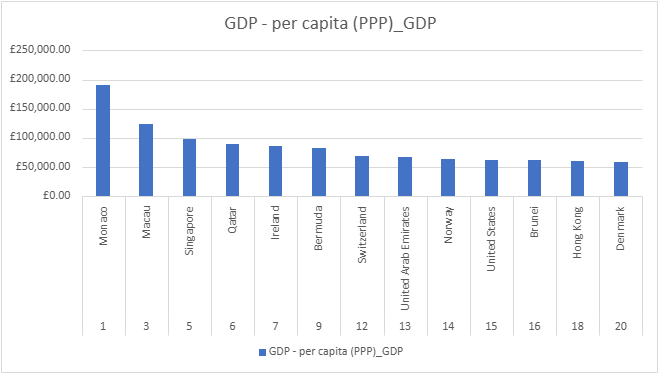 GDP - per capita (PPP)_GDP
£250,000.00
£200,000.00
£150,000.00
£100,000.00
£50,000.00
£0.00
Monaco
Macau
Singapore
Qatar
Ireland
Bermuda
Switzerland
United Arab Emirates
Norway
United States
Brunei
Hong Kong
Denmark
1 3 5 6 7 9 12 13 14 15 16 18 20
GDP - per capita (PPP)_GDP